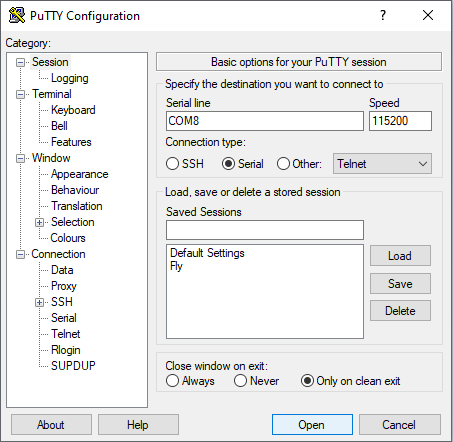 PuTTY Configuration
?
Category:
Session
Logging
Terminal
Keyboard
Bell
Features
Window
Appearance
Behaviour
Translation
Selection
Colours
Connection
Data
Proxy
SSH
Serial
Telnet
Rlogin
SUPDUP
Basic options for your PuTTY session
Specify the destination you want to connect to
Serial line Speed
COM8 115200
Connection type:
SSH Serial Other: Telnet
Load, save or delete a stored session
Saved Sessions
Default Settings
Fly
Load
Save
Delete
Close window on exit:
Always Never Only on clean exit
About Help Open Cancel